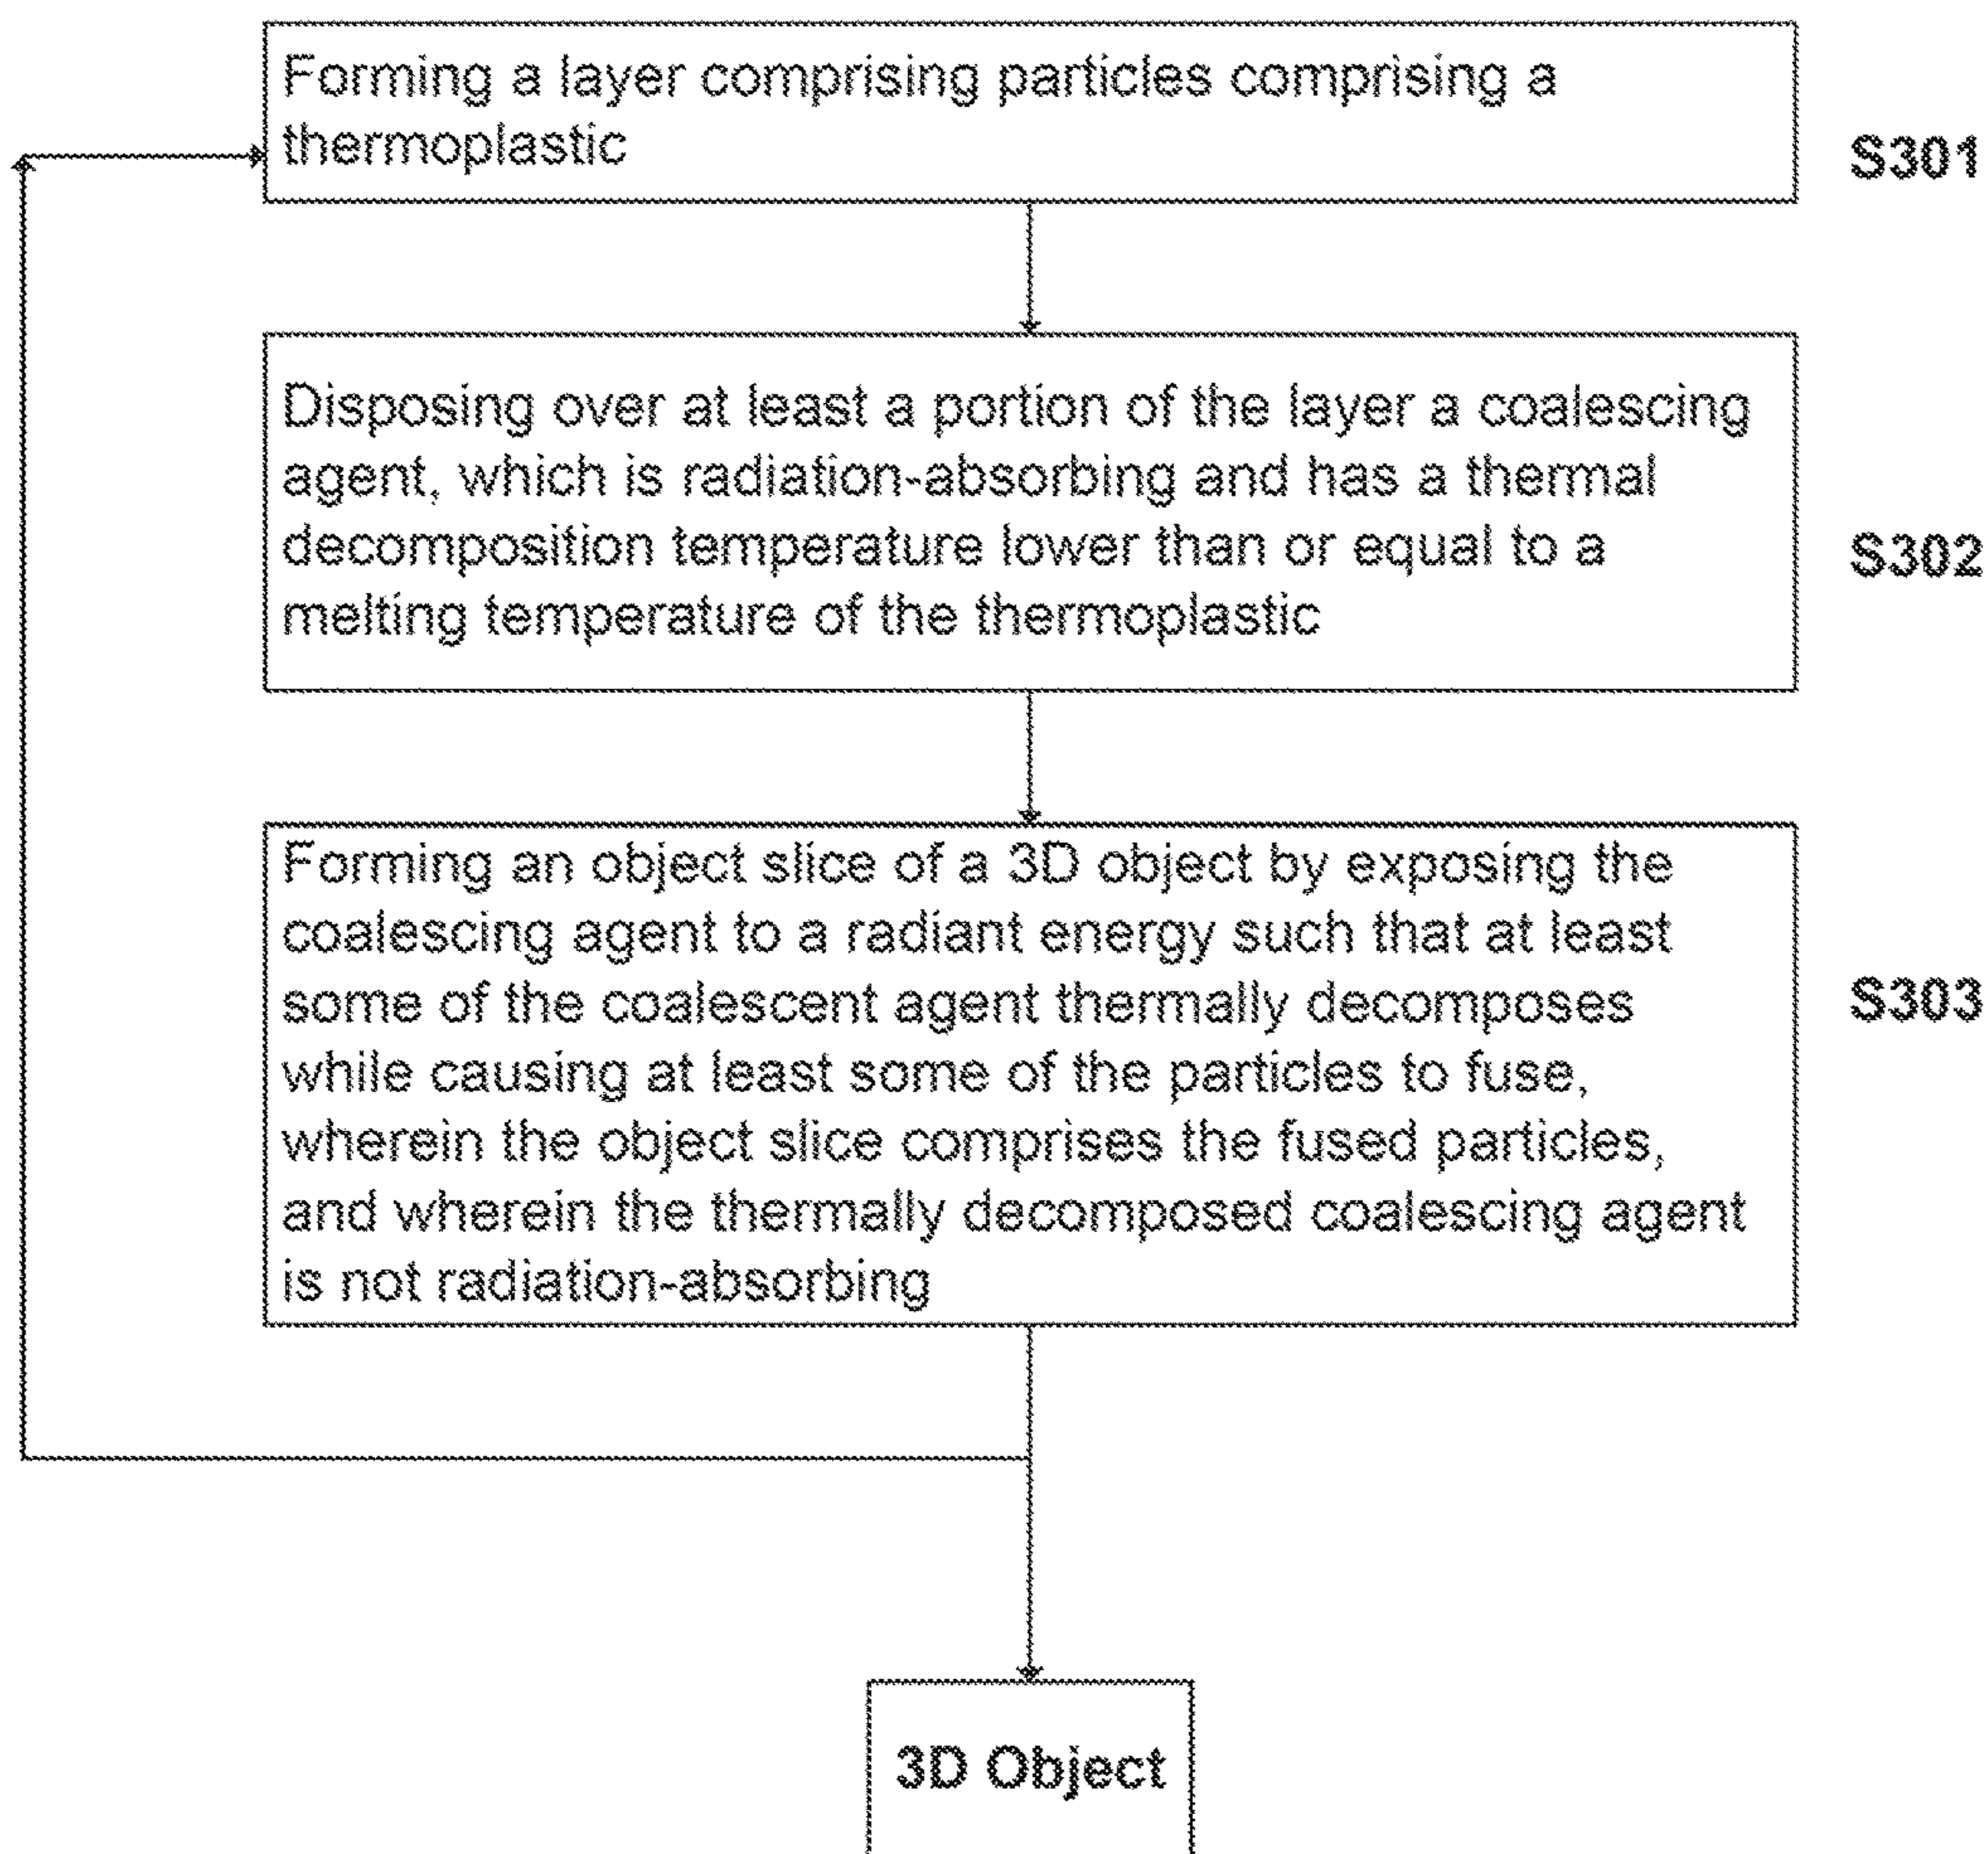 Forming a layer comprising particles comprising a
thermoplastic
S301
Disposing over at least a portion of the layer a coalescing
agent, which is radiation-absorbing and has a thermal
decomposition temperature lower than or equal to a
melting temperature of the thermoplastic
S302
Forming an object slice of a 3D object by exposing the
coalescing agent to a radiant energy such that at least
some of the coalescent agent thermally decomposes
while causing at least some of the particles to fuse,
wherein the object slice comprises the fused particles,
and wherein the thermally decomposed coalescing agent
is not radiation-absorbing
S303
3D Object